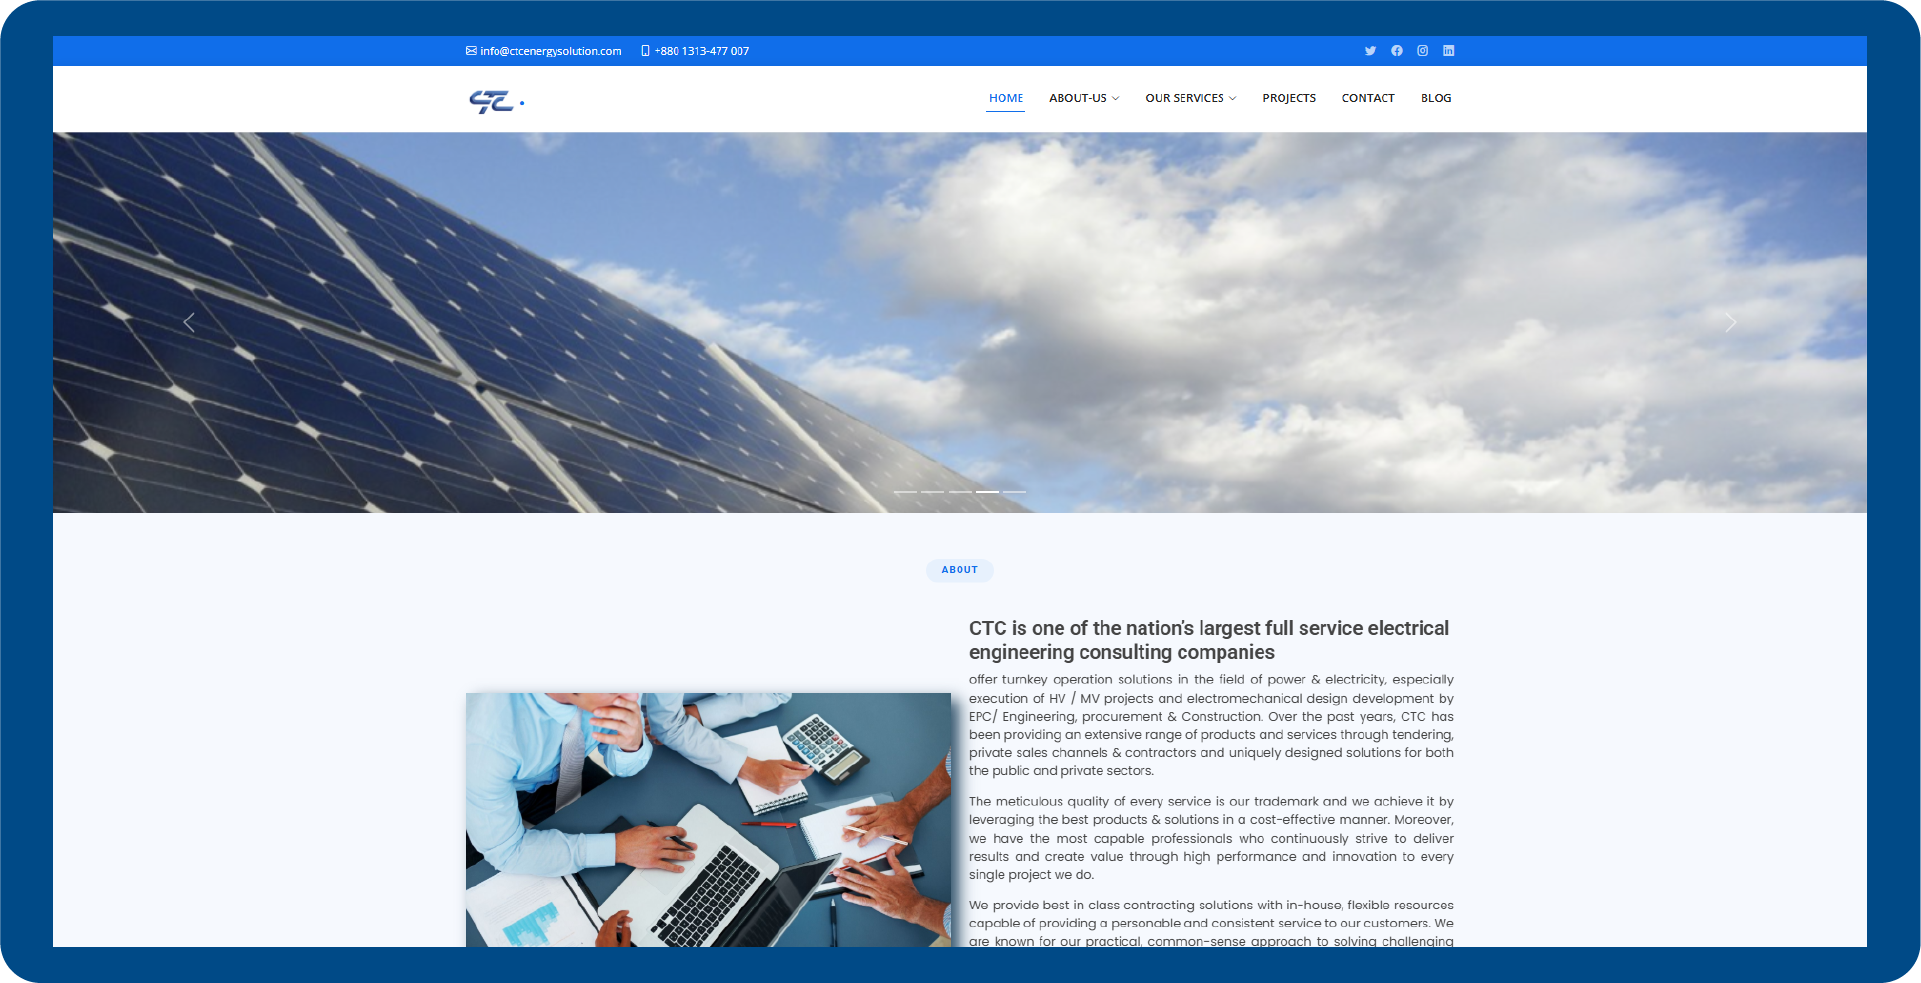 info@ctcenergysolution.com +880 1313-477 007
CTC
HOME ABOUT-US OUR SERVICES PROJECTS CONTACT BLOG
ABOUT
CTC is one of the nation's largest full service electrical
engineering consulting companies
offer turnkey operation solutions in the field of power & electricity, especially
execution of HV / MV projects and electromechanical design development by
EPC/ Engineering, procurement & Construction. Over the past years, CTC has
been providing an extensive range of products and services through tendering,
private sales channels & contractors and uniquely designed solutions for both
the public and private sectors.
The meticulous quality of every service is our trademark and we achieve it by
leveraging the best products & solutions in a cost-effective manner. Moreover,
we have the most capable professionals who continuously strive to deliver
results and create value through high performance and innovation to every
single project we do.
We provide best in class contracting solutions with in-house, flexible resources
capable of providing a personable and consistent service to our customers. We
are known for our practical, common-sense approach to solving challenging